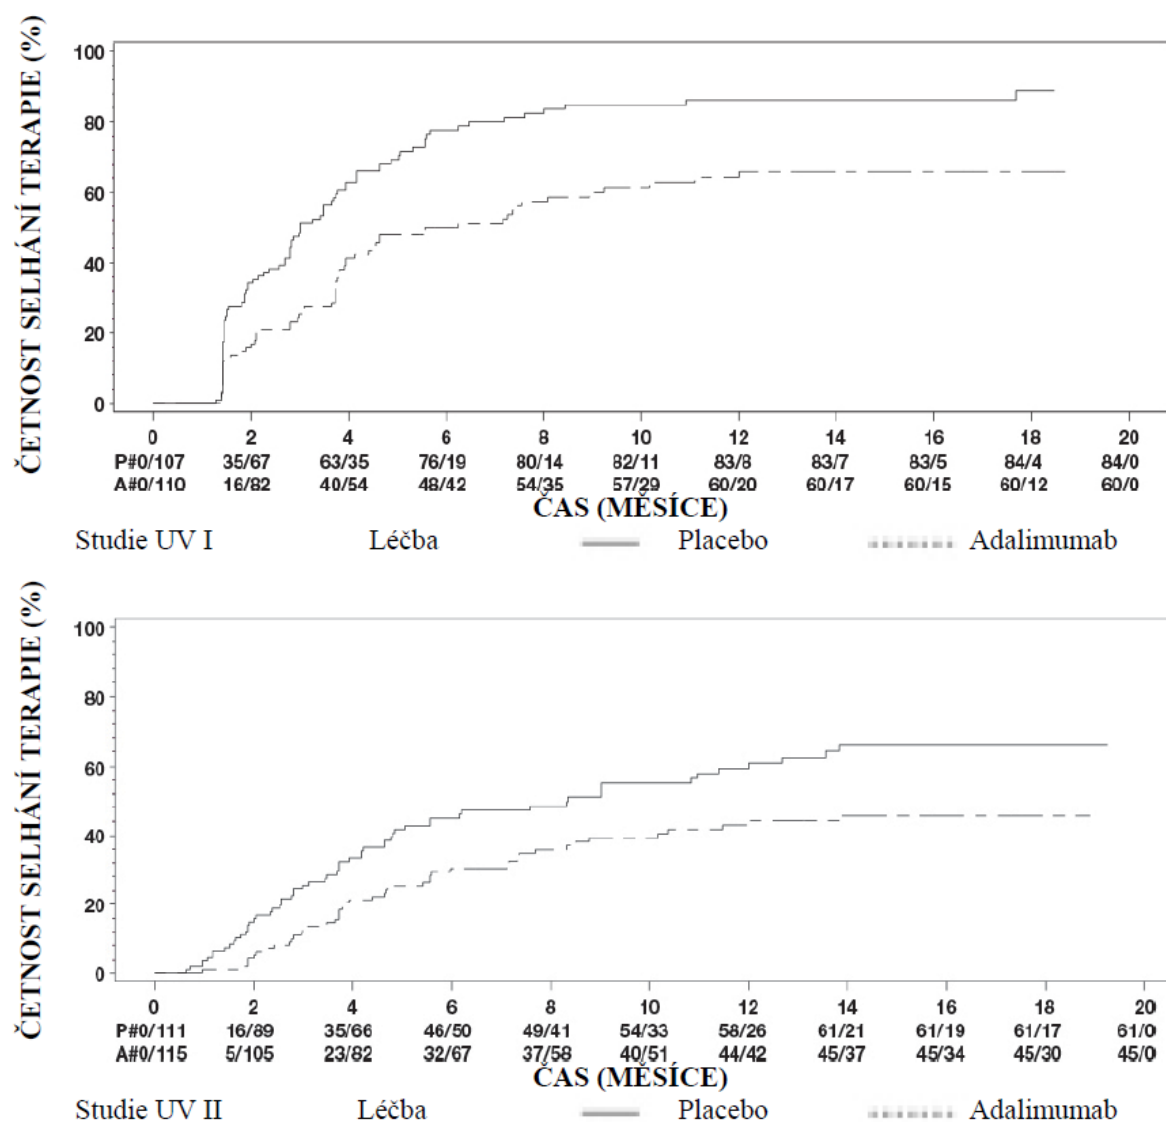 ČETNOST SELHÁNÍ TERAPIE (%)
100
80
60
40
20
0
0 2 4 6 8 10 12 14 16 18 20
P#0/107 35/67 63/35 76/19 80/14 82/11 83/8 83/7 83/5 84/4 84/0
A#0/110 16/82 40/54 48/42 54/35 57/29 60/20 60/17 60/15 60/12 60/0
ČAS (MĚSÍCE)
Studie UV I Léčba Placebo Adalimumab
ČETNOST SELHÁNÍ TERAPIE (%)
100
80
60
40
20
0
0 2 4 6 8 10 12 14 16 18 20
P#0/111 16/89 35/66 46/50 49/41 54/33 58/26 61/21 61/19 61/17 61/0
A#0/115 5/105 23/82 32/67 37/58 40/51 44/42 45/37 45/34 45/30 45/0
ČAS (MĚSÍCE)
Studie UV II Léčba Placebo Adalimumab